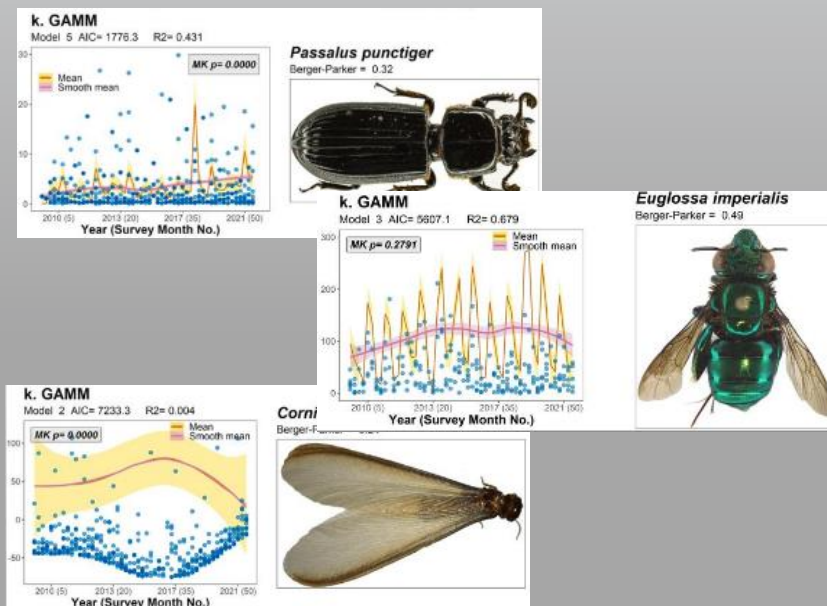 k. GAMM
Model 5 AIC= 1776.3 R2= 0.431
MK p= 0.0000
Mean
Smooth mean
30
20
10
0
2010 (5) 2013 (20) 2017 (35) 2021 (50)
Year (Survey Month No.)
Passalus punctiger
Berger-Parker = 0.32
k. GAMM
Model 3 AIC= 5607.1 R2= 0.679
MK p= 0.2791
Mean
Smooth mean
300
200
100
0
2010 (5) 2013 (20) 2017 (35) 2021 (50)
Year (Survey Month No.)
Euglossa imperialis
Berger-Parker = 0.49
k. GAMM
Model 2 AIC= 7233.3 R2= 0.004
MK p= 0.0000
Mean
Smooth mean
100
50
0
-50
2010 (5) 2013 (20) 2017 (35) 2021 (50)
Year (Survey Month No.)
Corni